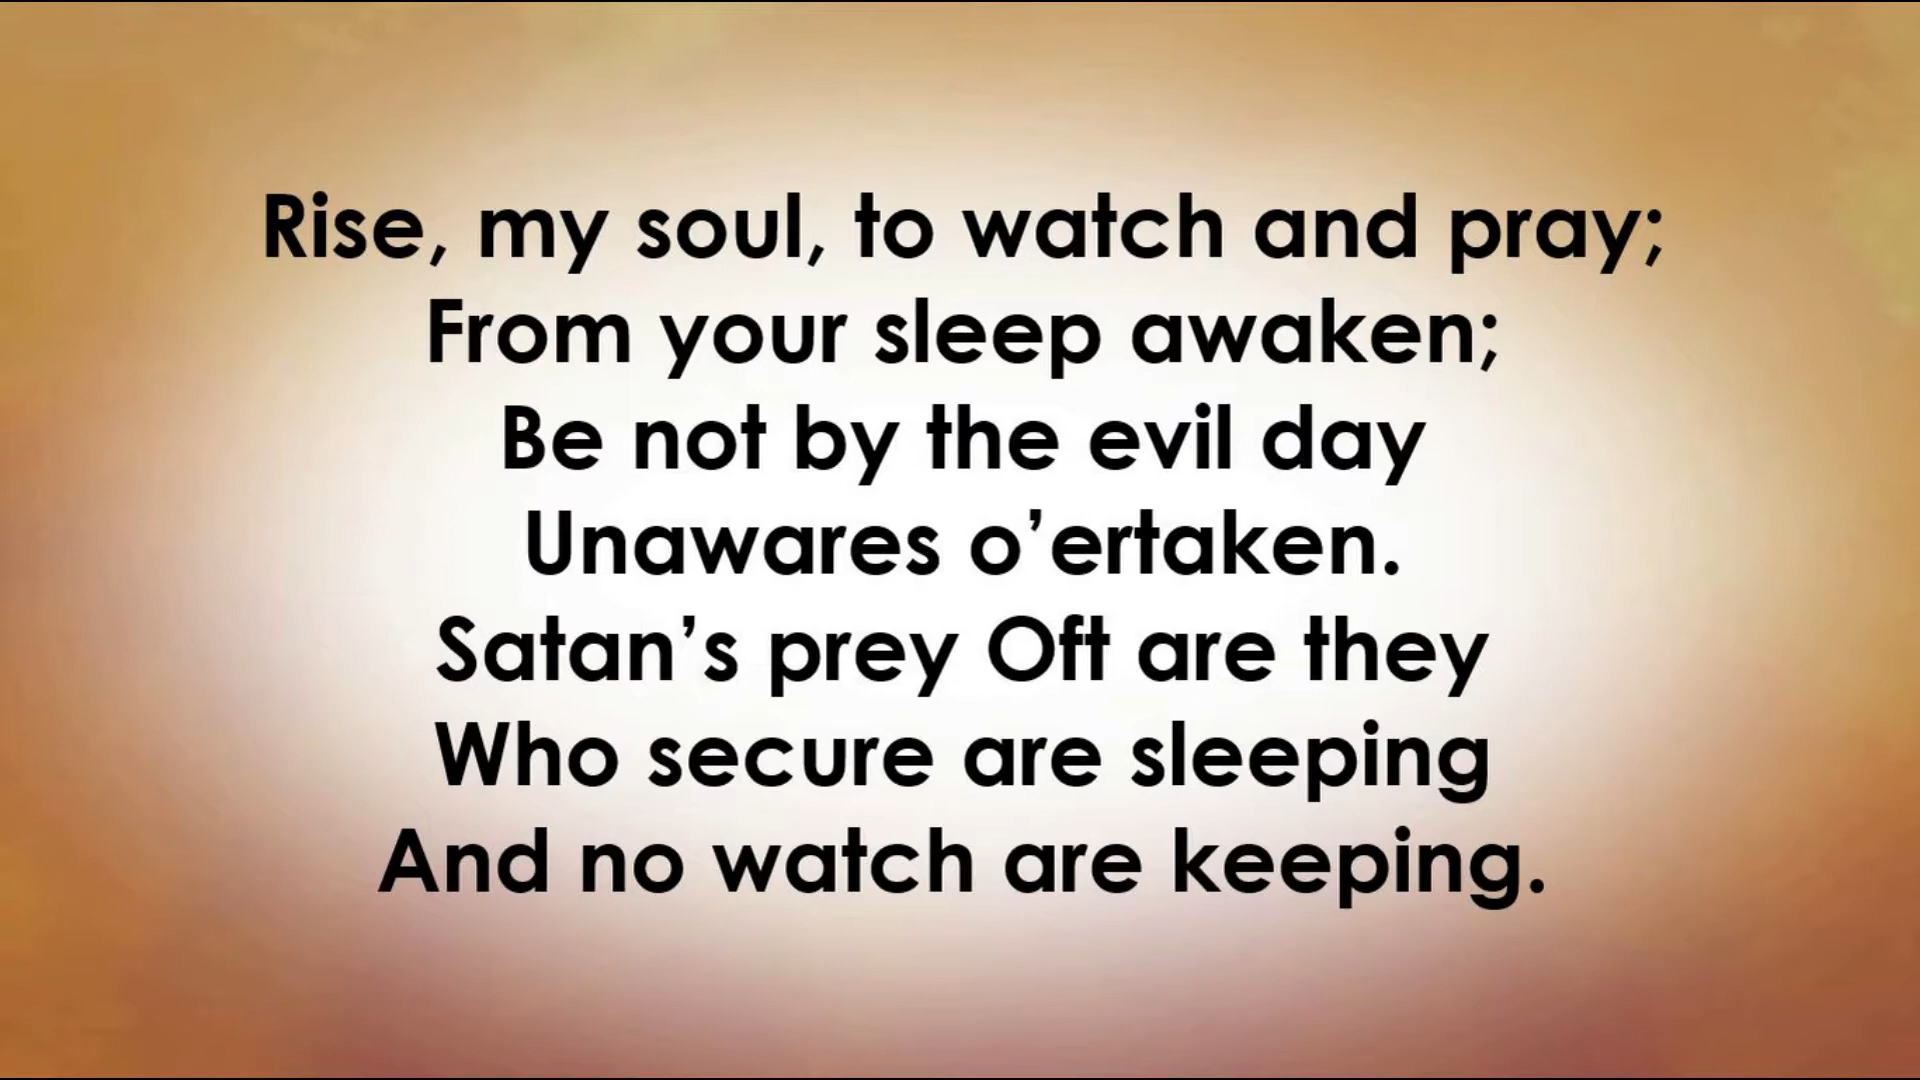 Rise, my soul, to watch and pray;
From your sleep awaken;
Be not by the evil day
Unawares o’ertaken.
Satan’s prey Oft are they
Who secure are sleeping
And no watch are keeping.